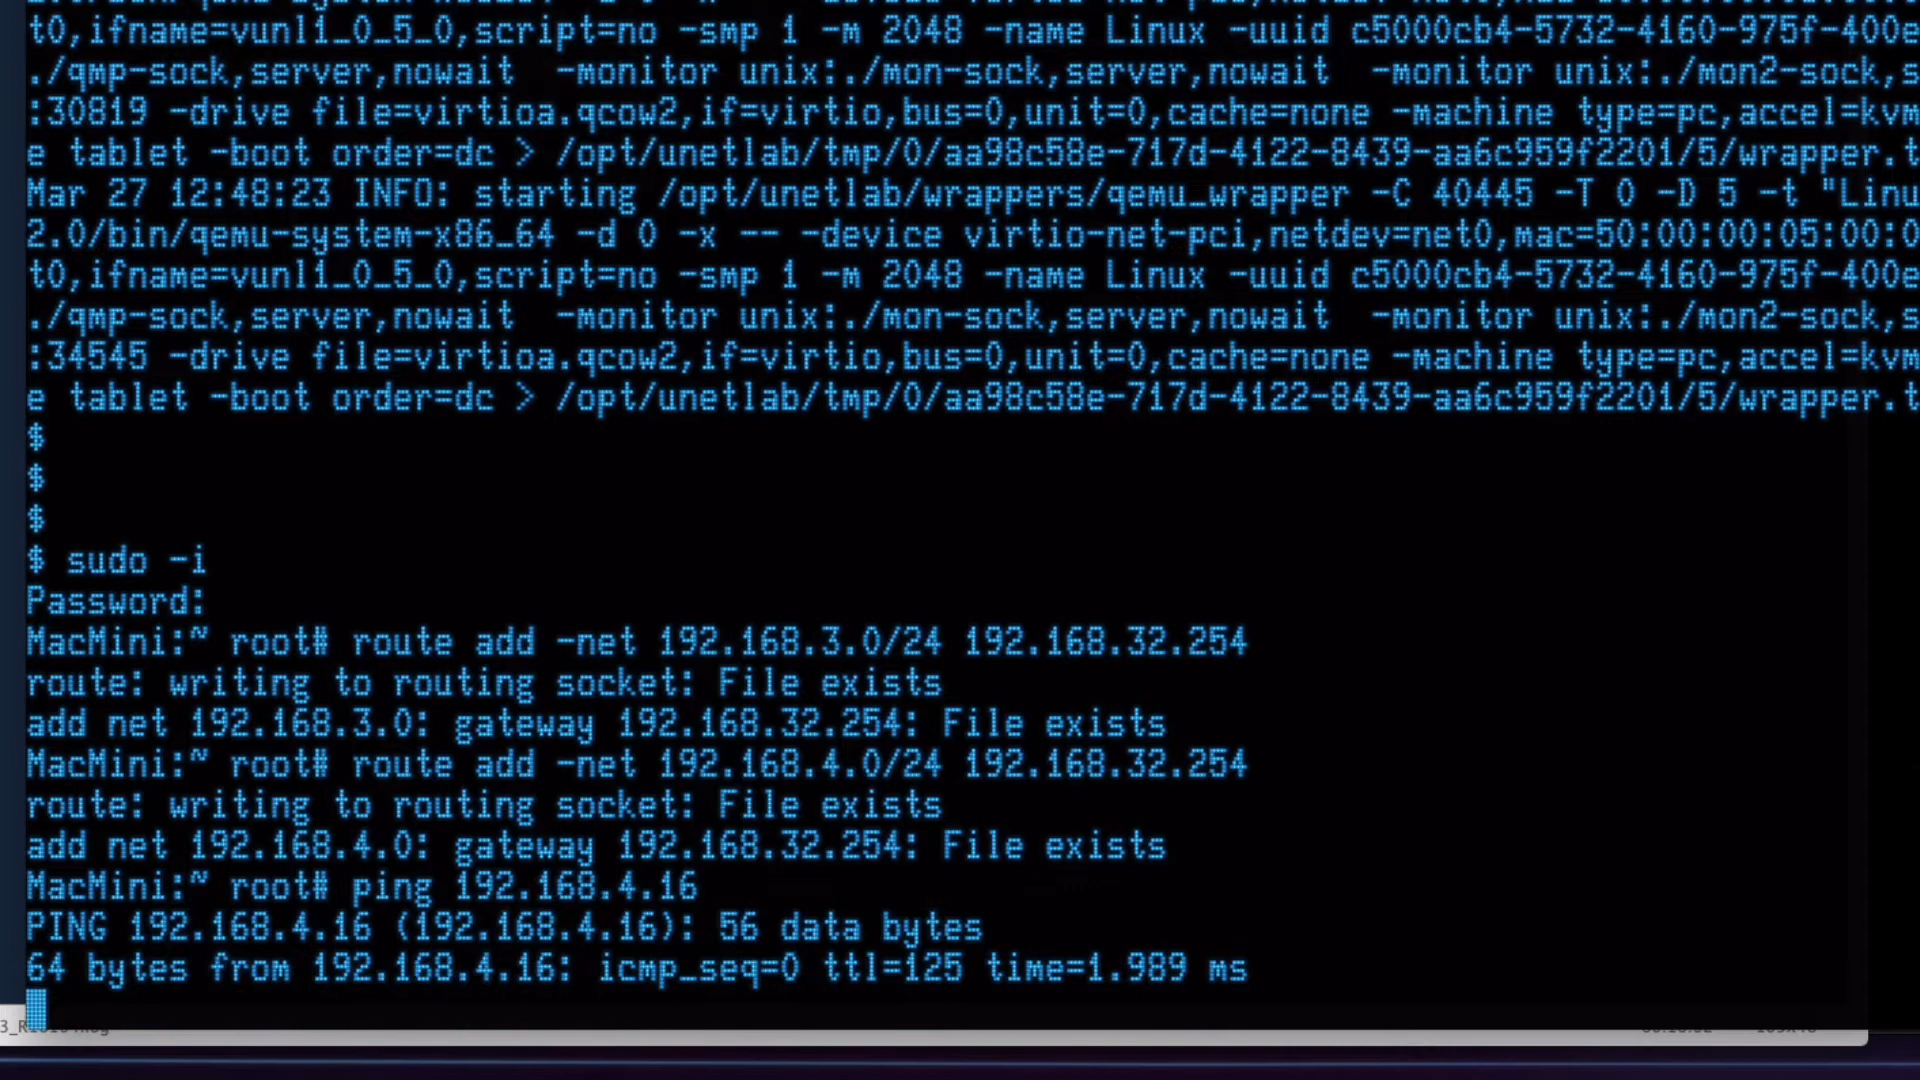 t0,ifname=vunl1_0_5_0,script=no -smp 1 -m 2048 -name Linux -uuid c5000cb4-5732-4160-975f-400e
./qmp-sock,server,nowait  -monitor unix:./mon-sock,server,nowait  -monitor unix:./mon2-sock,s
:30819 -drive file=virtioa.qcow2,if=virtio,bus=0,unit=0,cache=none -machine type=pc,accel=kvm
e tablet -boot order=dc > /opt/unetlab/tmp/0/aa98c58e-717d-4122-8439-aa6c959f2201/5/wrapper.t
Mar 27 12:48:23 INFO: starting /opt/unetlab/wrappers/qemu_wrapper -C 40445 -T 0 -D 5 -t "Linu
2.0/bin/qemu-system-x86_64 -d 0 -x -- -device virtio-net-pci,netdev=net0,mac=50:00:00:05:00:0
t0,ifname=vunl1_0_5_0,script=no -smp 1 -m 2048 -name Linux -uuid c5000cb4-5732-4160-975f-400e
./qmp-sock,server,nowait  -monitor unix:./mon-sock,server,nowait  -monitor unix:./mon2-sock,s
:34545 -drive file=virtioa.qcow2,if=virtio,bus=0,unit=0,cache=none -machine type=pc,accel=kvm
e tablet -boot order=dc > /opt/unetlab/tmp/0/aa98c58e-717d-4122-8439-aa6c959f2201/5/wrapper.t
$
$
$
$ sudo -i
Password:
MacMini:~ root# route add -net 192.168.3.0/24 192.168.32.254
route: writing to routing socket: File exists
add net 192.168.3.0: gateway 192.168.32.254: File exists
MacMini:~ root# route add -net 192.168.4.0/24 192.168.32.254
route: writing to routing socket: File exists
add net 192.168.4.0: gateway 192.168.32.254: File exists
MacMini:~ root# ping 192.168.4.16
PING 192.168.4.16 (192.168.4.16): 56 data bytes
64 bytes from 192.168.4.16: icmp_seq=0 ttl=125 time=1.989 ms